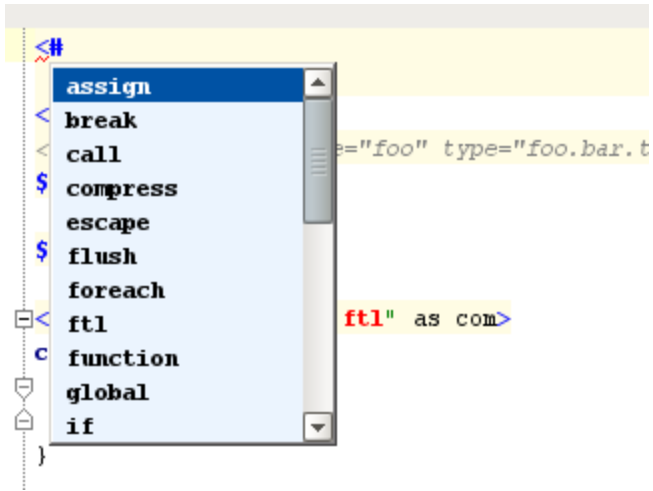 <#
assign
<
break
< e="foo" type="foo.bar.t
call
$
compress
escape
$
flush
foreach
< ftl" as com>
ftl
c
function
global
if
}